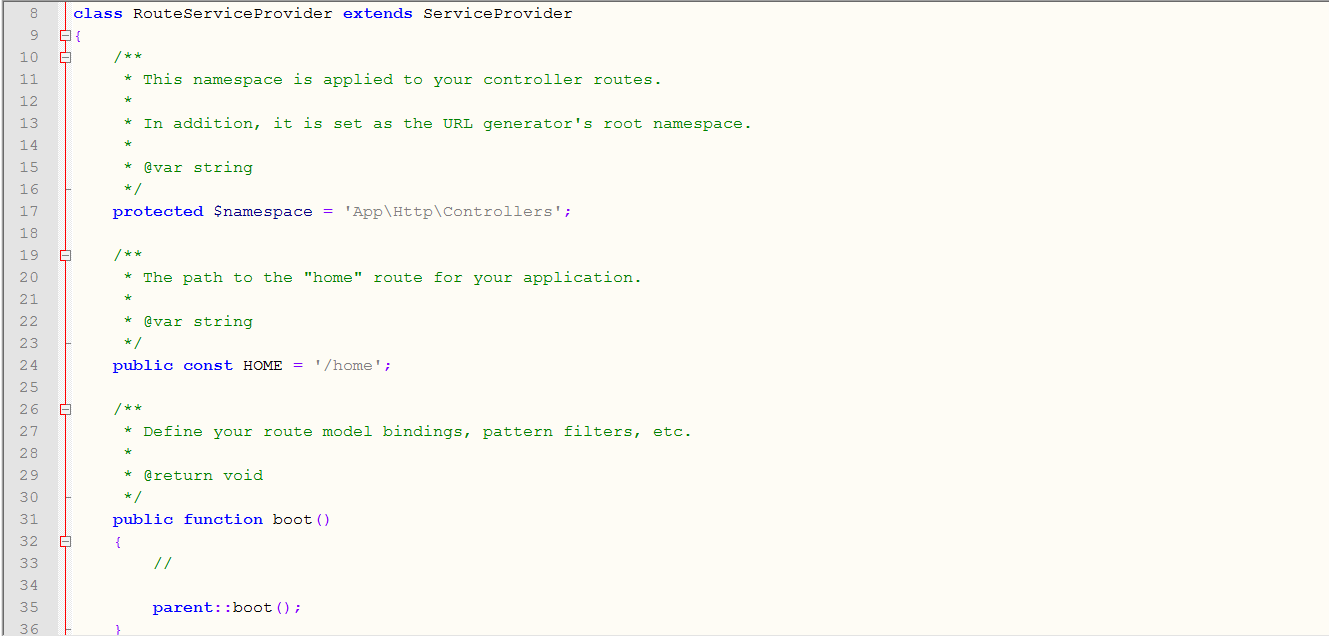 8 class RouteServiceProvider extends ServiceProvider
9 {
10     /**
11      * This namespace is applied to your controller routes.
12      *
13      * In addition, it is set as the URL generator's root namespace.
14      *
15      * @var string
16      */
17     protected $namespace = 'App\Http\Controllers';
18
19     /**
20      * The path to the "home" route for your application.
21      *
22      * @var string
23      */
24     public const HOME = '/home';
25
26     /**
27      * Define your route model bindings, pattern filters, etc.
28      *
29      * @return void
30      */
31     public function boot()
32     {
33         //
34
35         parent::boot();
36     }